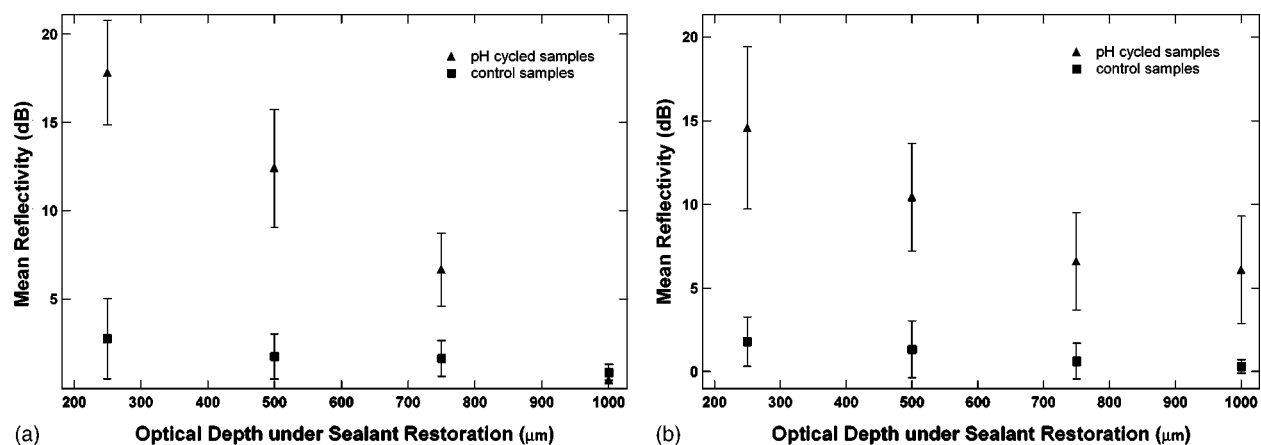 20
15
10
5
pH cycled samples
control samples
Mean Reflectivity (dB)
200 300 400 500 600 700 800 900 1000
(a) Optical Depth under Sealant Restoration (μm)
20
15
10
5
0
pH cycled samples
control samples
Mean Reflectivity (dB)
200 300 400 500 600 700 800 900 1000
(b) Optical Depth under Sealant Restoration (μm)